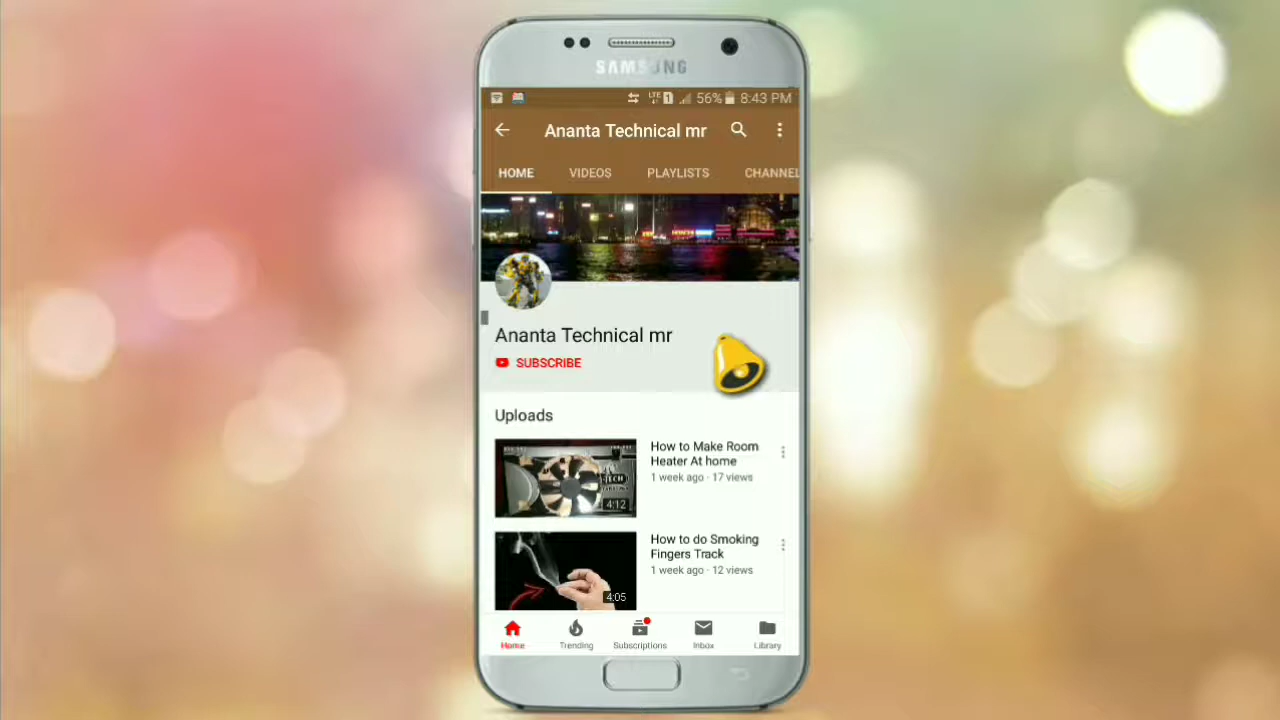 SAMSUNG
LTE 1 56% 8:43 PM
Ananta Technical mr
HOME VIDEOS PLAYLISTS CHANNEL
Ananta Technical mr
SUBSCRIBE
Uploads
How to Make Room
Heater At home
1 week ago · 17 views
4:12
How to do Smoking
Fingers Track
1 week ago · 12 views
4:05
Home Trending Subscriptions Inbox Library